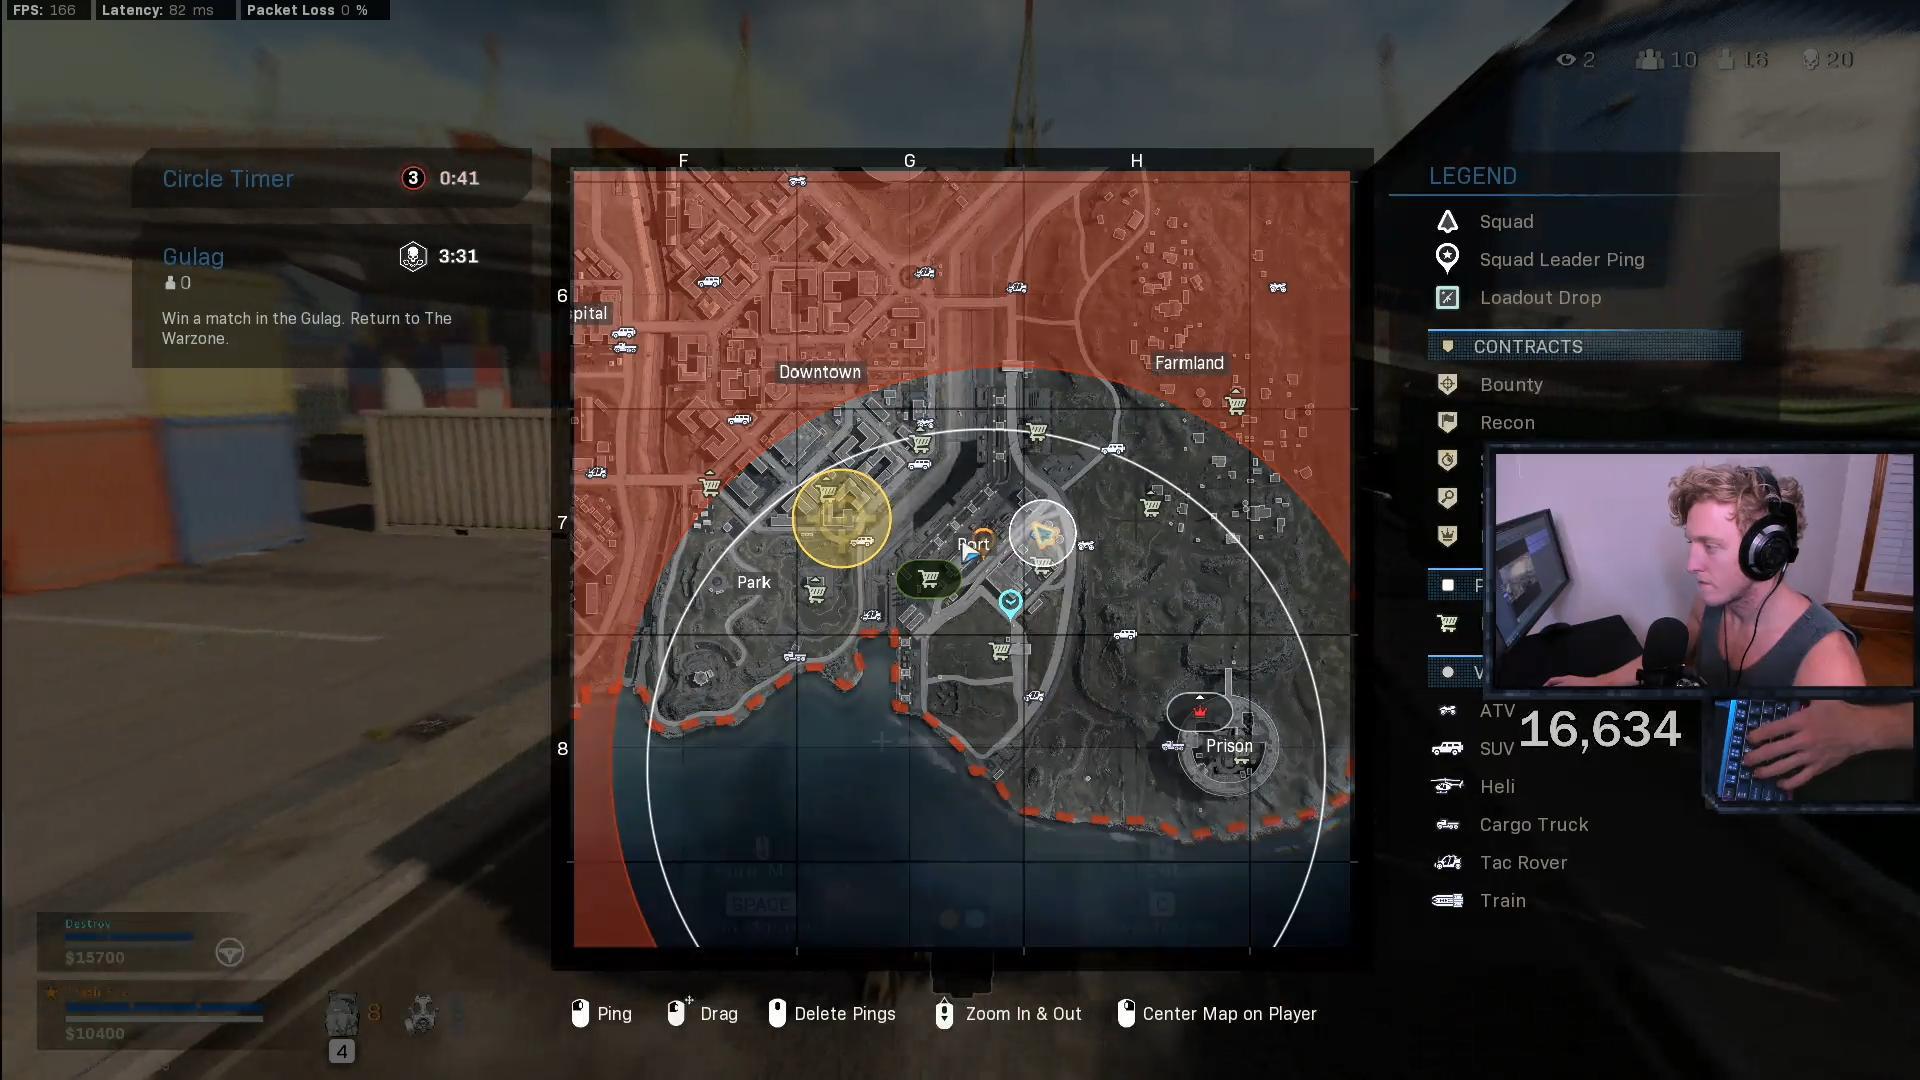 FPS: 166
Latency: 82 ms
Packet Loss 0 %
2
10
16
20
Circle Timer
3
0:41
Gulag
3:31
0
Win a match in the Gulag. Return to The
Warzone.
F
G
H
6
7
8
pital
Downtown
Farmland
Port
Park
Prison
SPACE
C
LEGEND
Squad
Squad Leader Ping
Loadout Drop
CONTRACTS
Bounty
Recon
ATV
SUV
Heli
Cargo Truck
Tac Rover
Train
16,634
Destroy
$15700
$10400
8
4
Ping
Drag
Delete Pings
Zoom In & Out
Center Map on Player